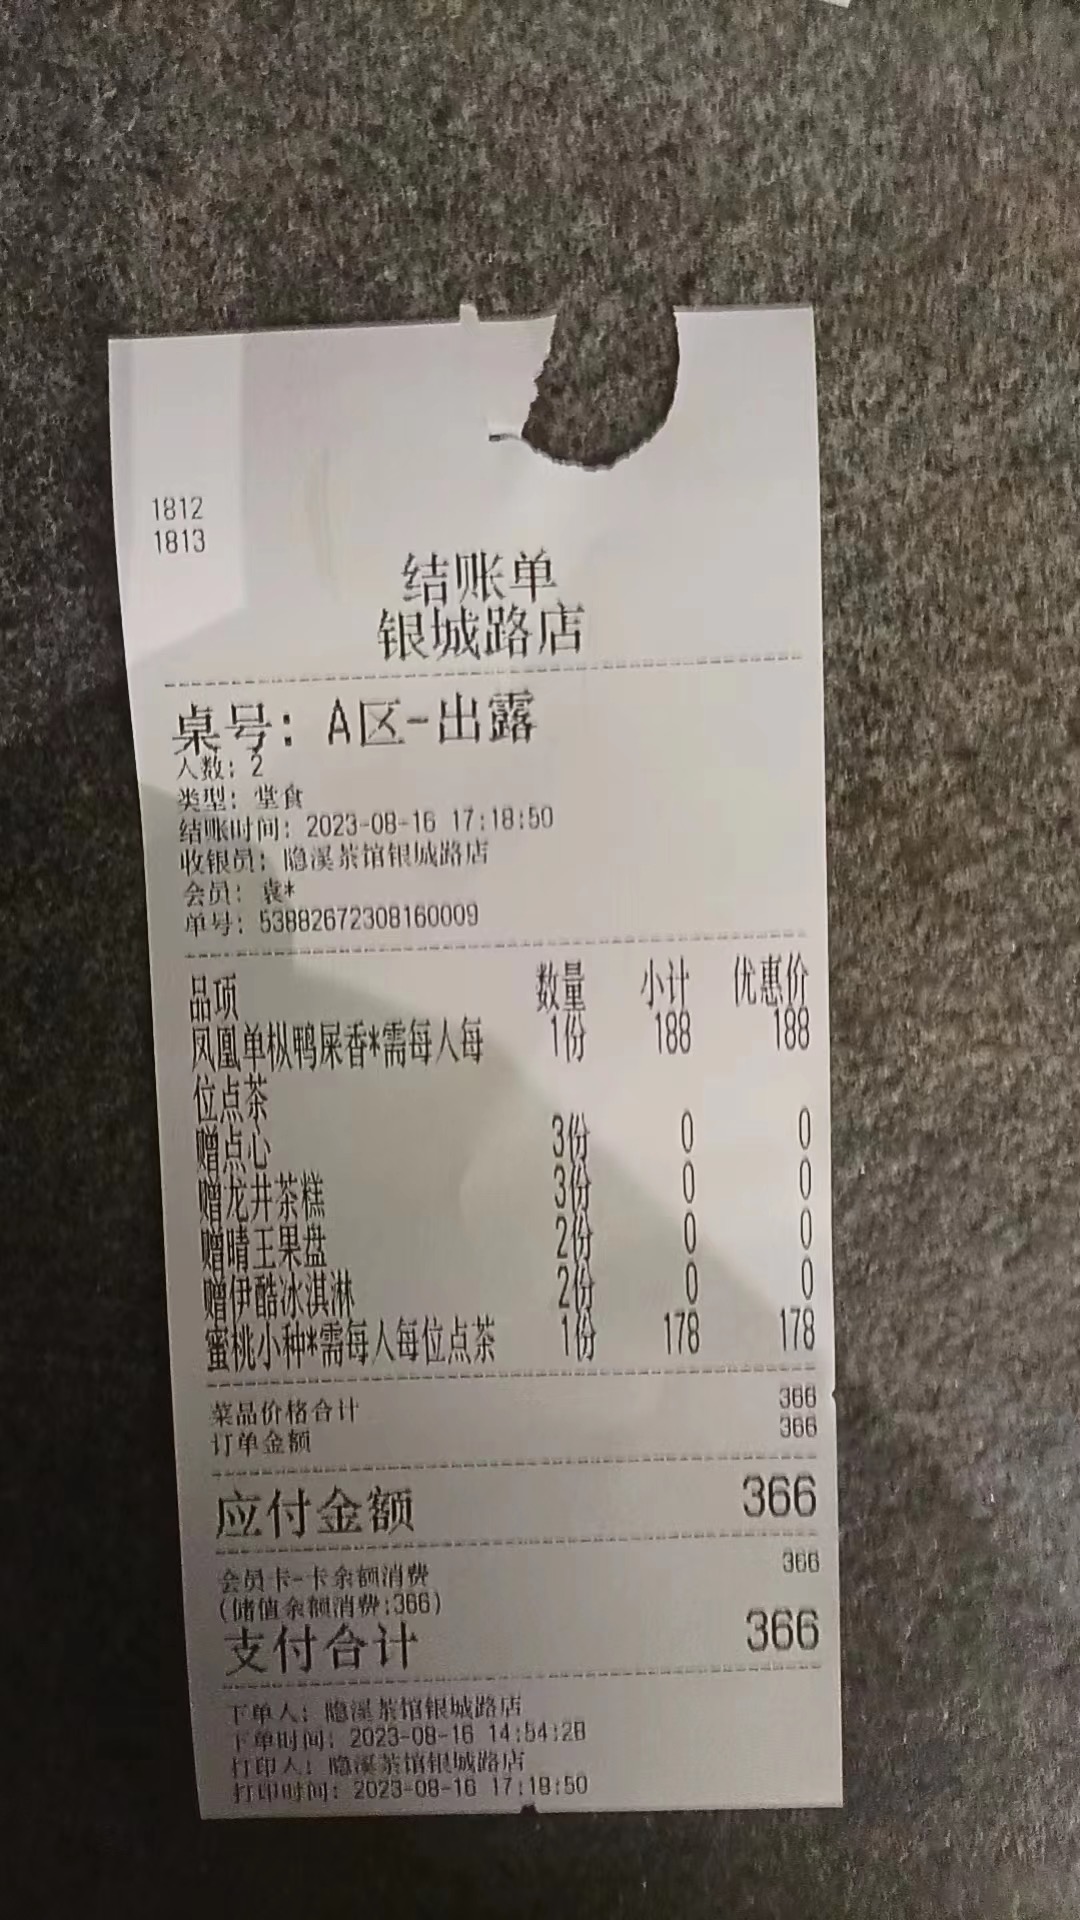 1812
1813
结账单
银城路店
桌号: A区-出露
人数: 2
类型: 堂食
结账时间: 2023-08-16 17:18:50
收银员: 隐溪茶馆银城路店
会员: 袁*
单号: 53882672308160009
品项 数量 小计 优惠价
凤凰单枞鸭屎香*需每人每 1份 188 188
位点茶
赠点心 3份 0 0
赠龙井茶糕 3份 0 0
赠晴王果盘 2份 0 0
赠伊酷冰淇淋 2份 0 0
蜜桃小种*需每人每位点茶 1份 178 178
菜品价格合计 366
订单金额 366
应付金额 366
会员卡-卡余额消费 366
(储值余额消费:366)
支付合计 366
下单人: 隐溪茶馆银城路店
下单时间: 2023-08-16 14:54:28
打印人: 隐溪茶馆银城路店
打印时间: 2023-08-16 17:18:50